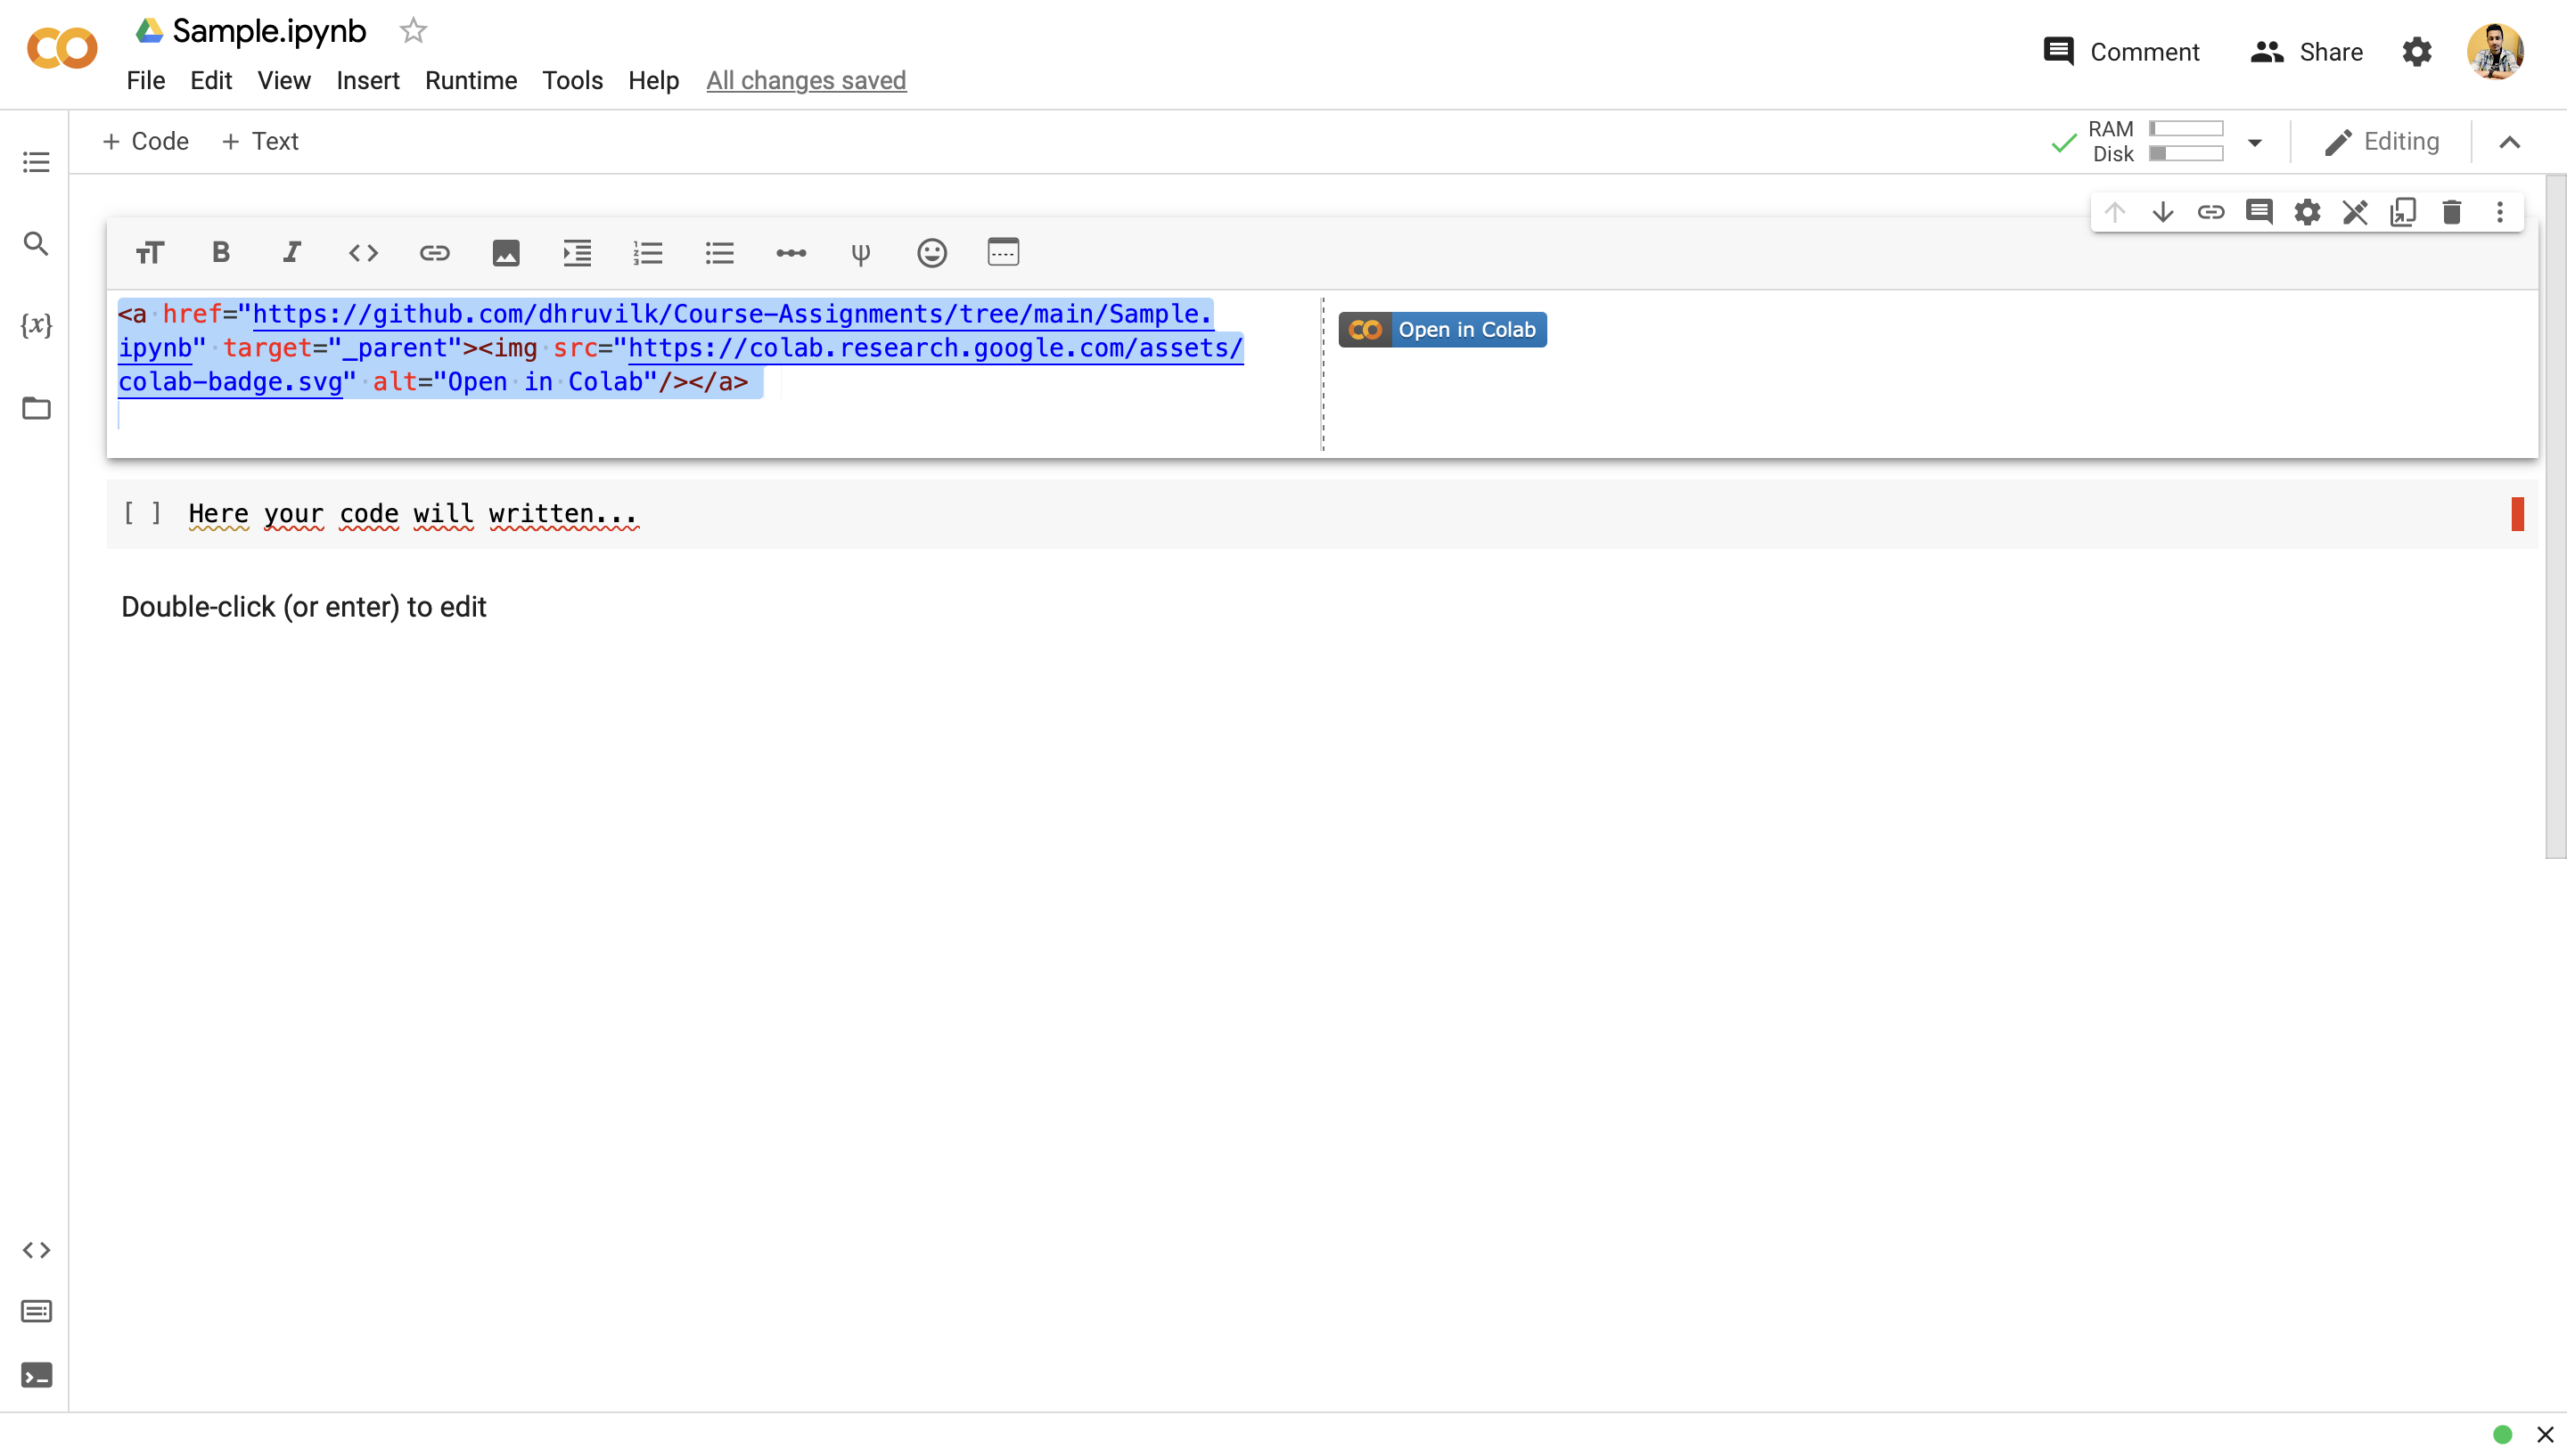 Sample.ipynb
File Edit View Insert Runtime Tools Help All changes saved
Comment Share
+ Code + Text
RAM
Disk
Editing
<a href="https://github.com/dhruvilk/Course-Assignments/tree/main/Sample.
ipynb" target="_parent"><img src="https://colab.research.google.com/assets/
colab-badge.svg" alt="Open in Colab"/></a>
Open in Colab
[ ] Here your code will written...
Double-click (or enter) to edit